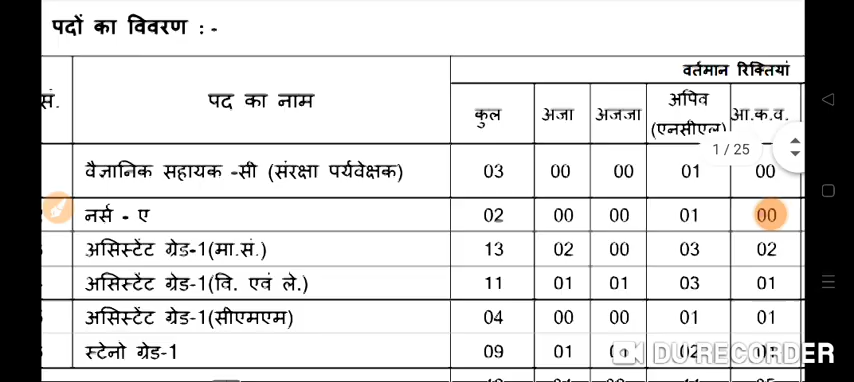 पदों का विवरण : -
वर्तमान रिक्तियां
सं. पद का नाम कुल अजा अजजा अपिव (एनसीएल) आ.क.व.
1 / 25
वैज्ञानिक सहायक -सी (संरक्षा पर्यवेक्षक) 03 00 00 01 00
नर्स - ए 02 00 00 01 00
असिस्टेंट ग्रेड-1(मा.सं.) 13 02 00 03 02
असिस्टेंट ग्रेड-1(वि. एवं ले.) 11 01 01 03 01
असिस्टेंट ग्रेड-1(सीएमएम) 04 00 00 01 01
स्टेनो ग्रेड-1 09 01 02
DU RECORDER